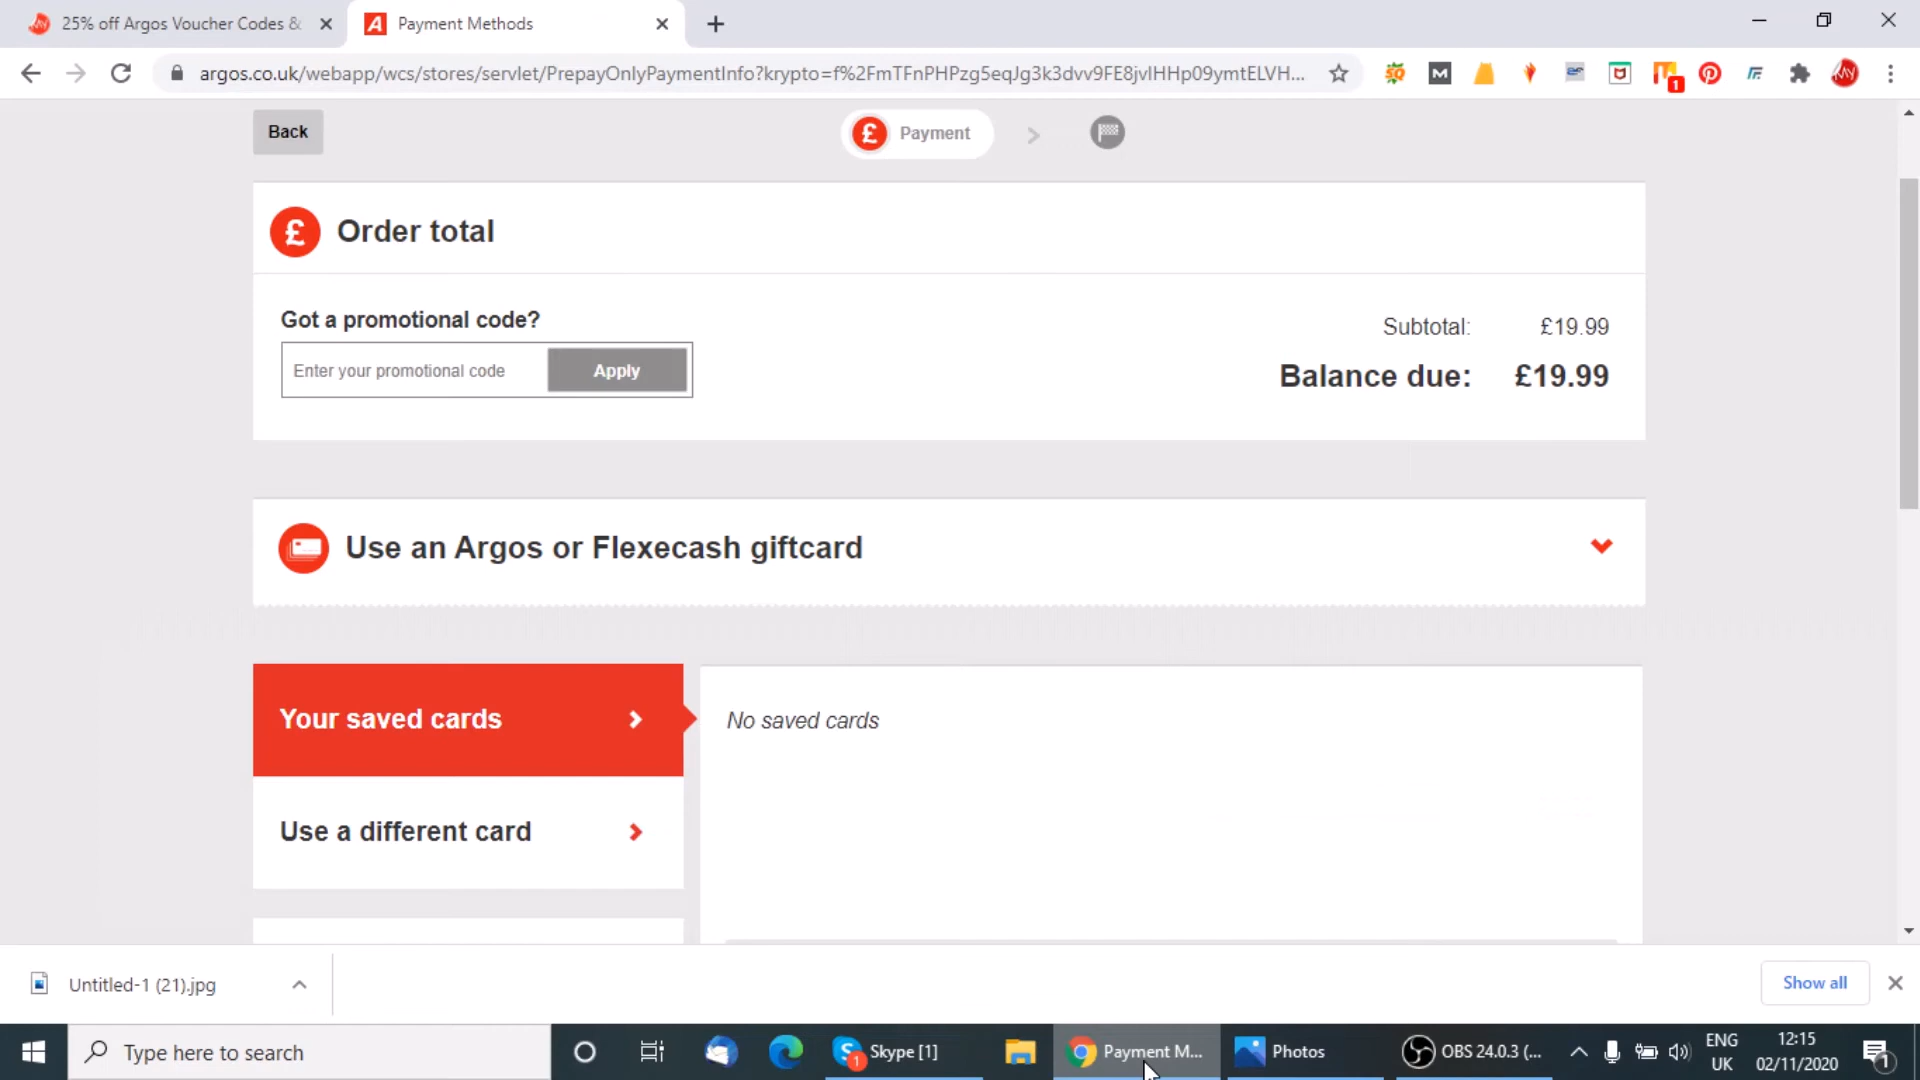 25% off Argos Voucher Codes &
Payment Methods
argos.co.uk/webapp/wcs/stores/servlet/PrepayOnlyPaymentInfo?krypto=f%2FmTFnPHPzg5eqJg3k3dvv9FE8jvlHHp09ymtELVH...
Back
£ Payment
£ Order total
Got a promotional code?
Enter your promotional code
Apply
Subtotal: £19.99
Balance due: £19.99
Use an Argos or Flexecash giftcard
Your saved cards
No saved cards
Use a different card
Untitled-1 (21).jpg
Show all
Type here to search
Skype [1]
Payment M...
Photos
OBS 24.0.3 (...
ENG
UK
12:15
02/11/2020
1